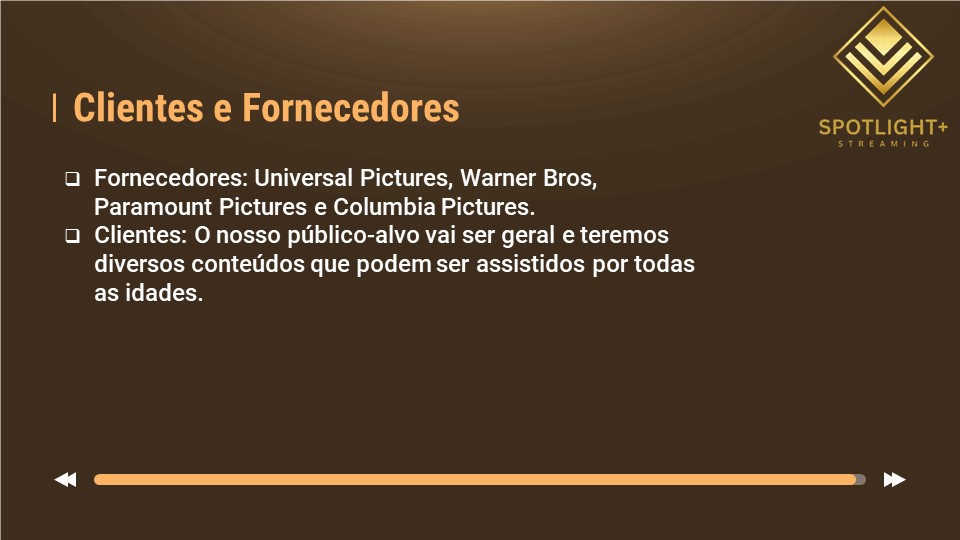 SPOTLIGHT+
STREAMING
Clientes e Fornecedores
Fornecedores: Universal Pictures, Warner Bros,
Paramount Pictures e Columbia Pictures.
Clientes: O nosso público-alvo vai ser geral e teremos
diversos conteúdos que podem ser assistidos por todas
as idades.